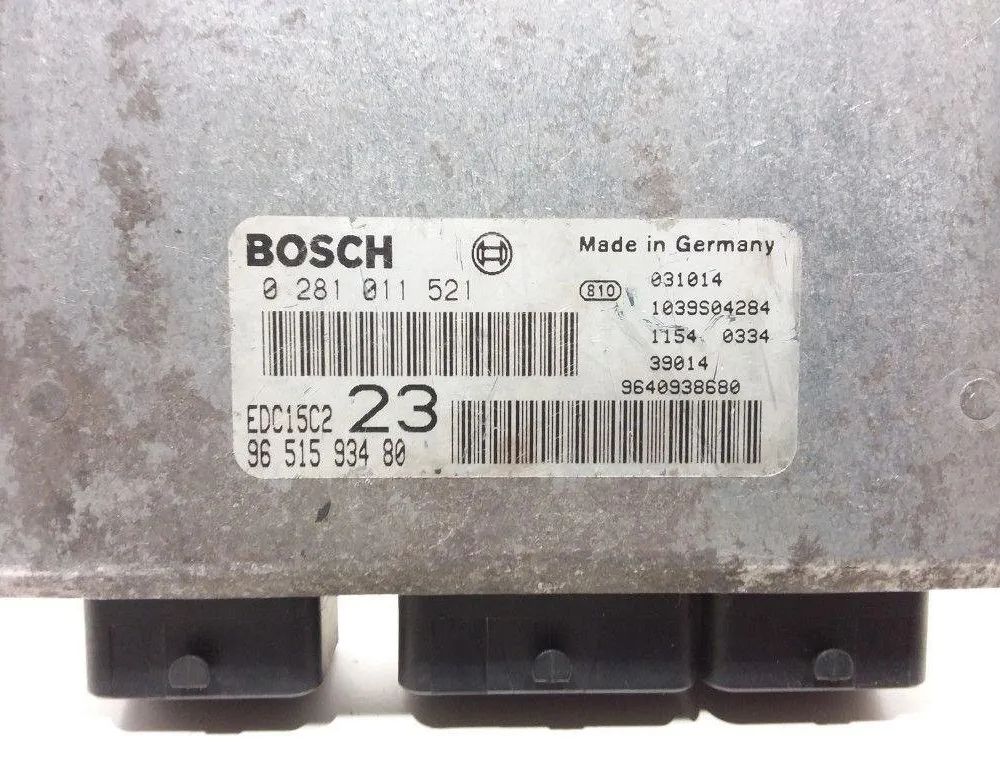 BOSCH
Made in Germany
0 281 011 521
810
031014
1039S04284
1154 0334
39014
9640938680
EDC15C2 23
96 515 934 80